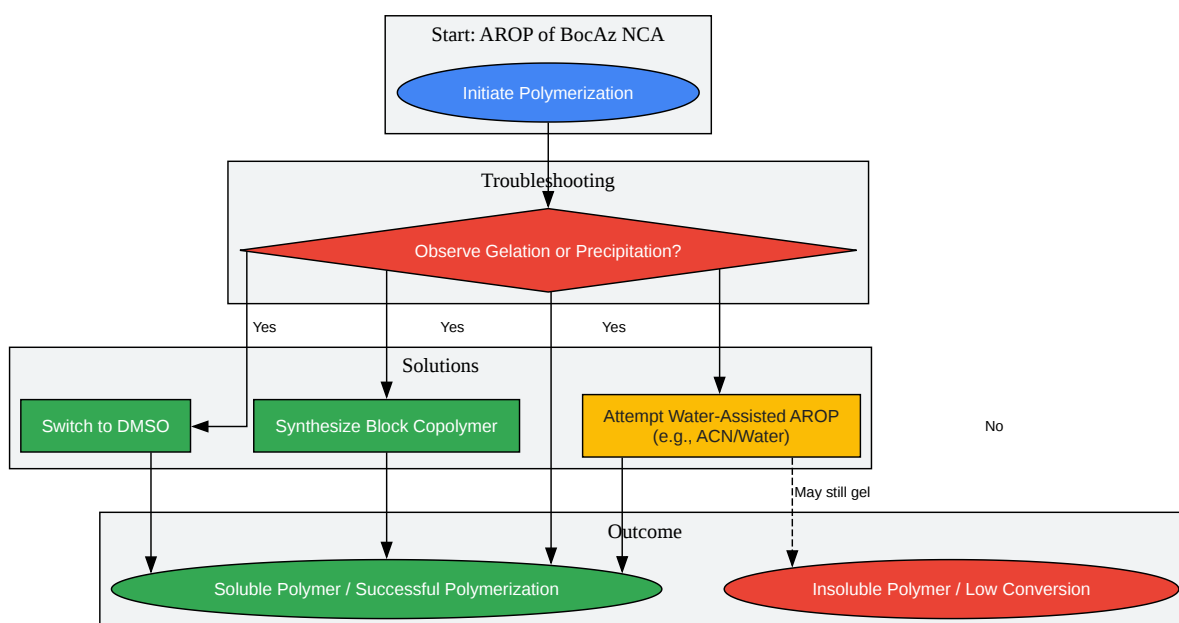 Start: AROP of BocAz NCA
Initiate Polymerization
Troubleshooting
Observe Gelation or Precipitation?
Yes
Yes
Yes
Solutions
Switch to DMSO
Synthesize Block Copolymer
Attempt Water-Assisted AROP
(e.g., ACN/Water)
No
May still gel
Outcome
Soluble Polymer / Successful Polymerization
Insoluble Polymer / Low Conversion